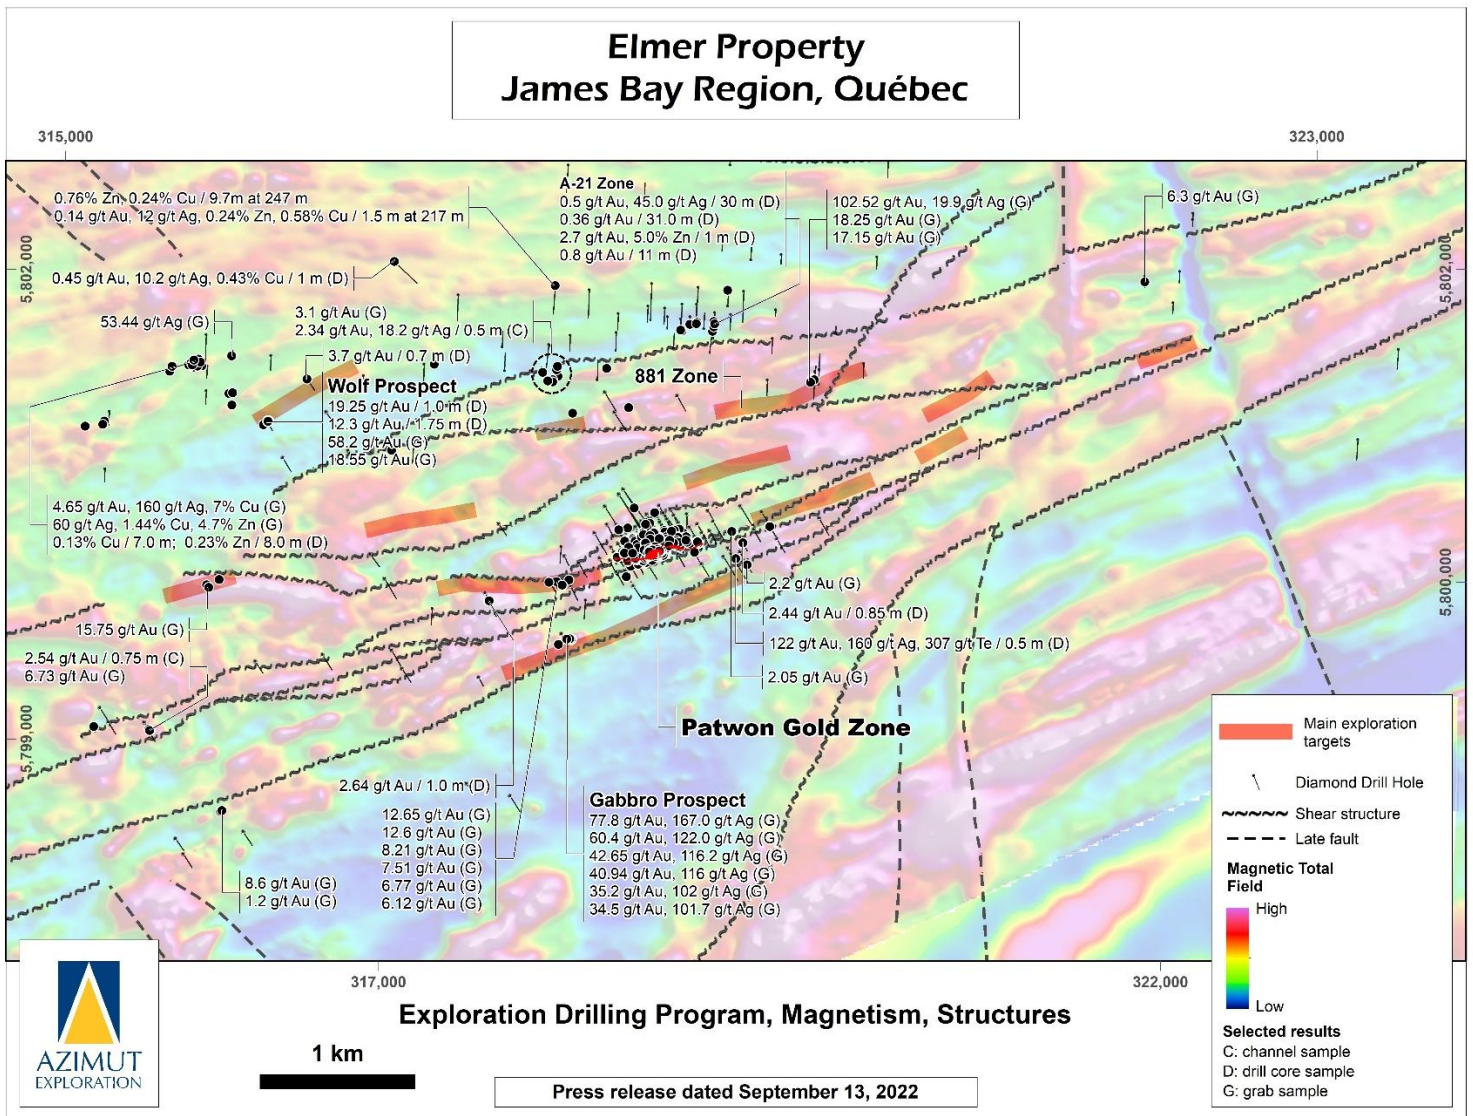 Elmer Property
James Bay Region, Québec
315,000
323,000
0.76% Zn, 0.24% Cu / 9.7m at 247 m
0.14 g/t Au, 12 g/t Ag, 0.24% Zn, 0.58% Cu / 1.5 m at 217 m
A-21 Zone
0.5 g/t Au, 45.0 g/t Ag / 30 m (D)
0.36 g/t Au / 31.0 m (D)
2.7 g/t Au, 5.0% Zn / 1 m (D)
0.8 g/t Au / 11 m (D)
102.52 g/t Au, 19.9 g/t Ag (G)
18.25 g/t Au (G)
17.15 g/t Au (G)
6.3 g/t Au (G)
5,802,000
5,802,000
0.45 g/t Au, 10.2 g/t Ag, 0.43% Cu / 1 m (D)
53.44 g/t Ag (G)
3.1 g/t Au (G)
2.34 g/t Au, 18.2 g/t Ag / 0.5 m (C)
3.7 g/t Au / 0.7 m (D)
Wolf Prospect
19.25 g/t Au / 1.0 m (D)
12.3 g/t Au / 1.75 m (D)
58.2 g/t Au (G)
18.55 g/t Au (G)
881 Zone
4.65 g/t Au, 160 g/t Ag, 7% Cu (G)
60 g/t Ag, 1.44% Cu, 4.7% Zn (G)
0.13% Cu / 7.0 m; 0.23% Zn / 8.0 m (D)
5,800,000
2.2 g/t Au (G)
2.44 g/t Au / 0.85 m (D)
122 g/t Au, 160 g/t Ag, 307 g/t Te / 0.5 m (D)
2.05 g/t Au (G)
15.75 g/t Au (G)
2.54 g/t Au / 0.75 m (C)
6.73 g/t Au (G)
5,799,000
Patwon Gold Zone
2.64 g/t Au / 1.0 m (D)
12.65 g/t Au (G)
12.6 g/t Au (G)
8.21 g/t Au (G)
7.51 g/t Au (G)
6.77 g/t Au (G)
6.12 g/t Au (G)
Gabbro Prospect
77.8 g/t Au, 167.0 g/t Ag (G)
60.4 g/t Au, 122.0 g/t Ag (G)
42.65 g/t Au, 116.2 g/t Ag (G)
40.94 g/t Au, 116 g/t Ag (G)
35.2 g/t Au, 102 g/t Ag (G)
34.5 g/t Au, 101.7 g/t Ag (G)
8.6 g/t Au (G)
1.2 g/t Au (G)
Main exploration
targets
Diamond Drill Hole
Shear structure
Late fault
Magnetic Total
Field
High
Low
Selected results
C: channel sample
D: drill core sample
G: grab sample
317,000
322,000
AZIMUT
EXPLORATION
Exploration Drilling Program, Magnetism, Structures
1 km
Press release dated September 13, 2022